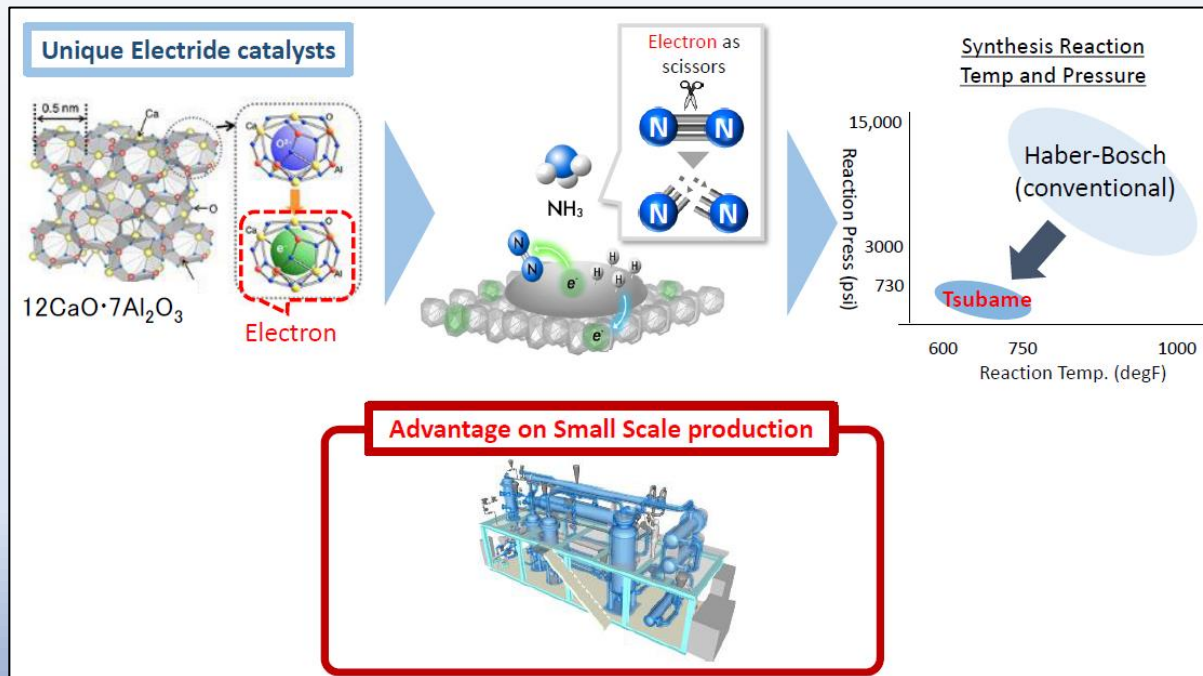 Unique Electride catalysts
0.5 nm
Ca
O
Ca
O
O²⁻
Al
Ca
O
e⁻
Al
12CaO·7Al₂O₃
Electron
Electron as
scissors
N N
N N
NH₃
N
N
e⁻
H
H
H
H
e⁻
Synthesis Reaction
Temp and Pressure
15,000
3000
730
Reaction Press (psi)
Haber-Bosch
(conventional)
Tsubame
600 750 1000
Reaction Temp. (degF)
Advantage on Small Scale production